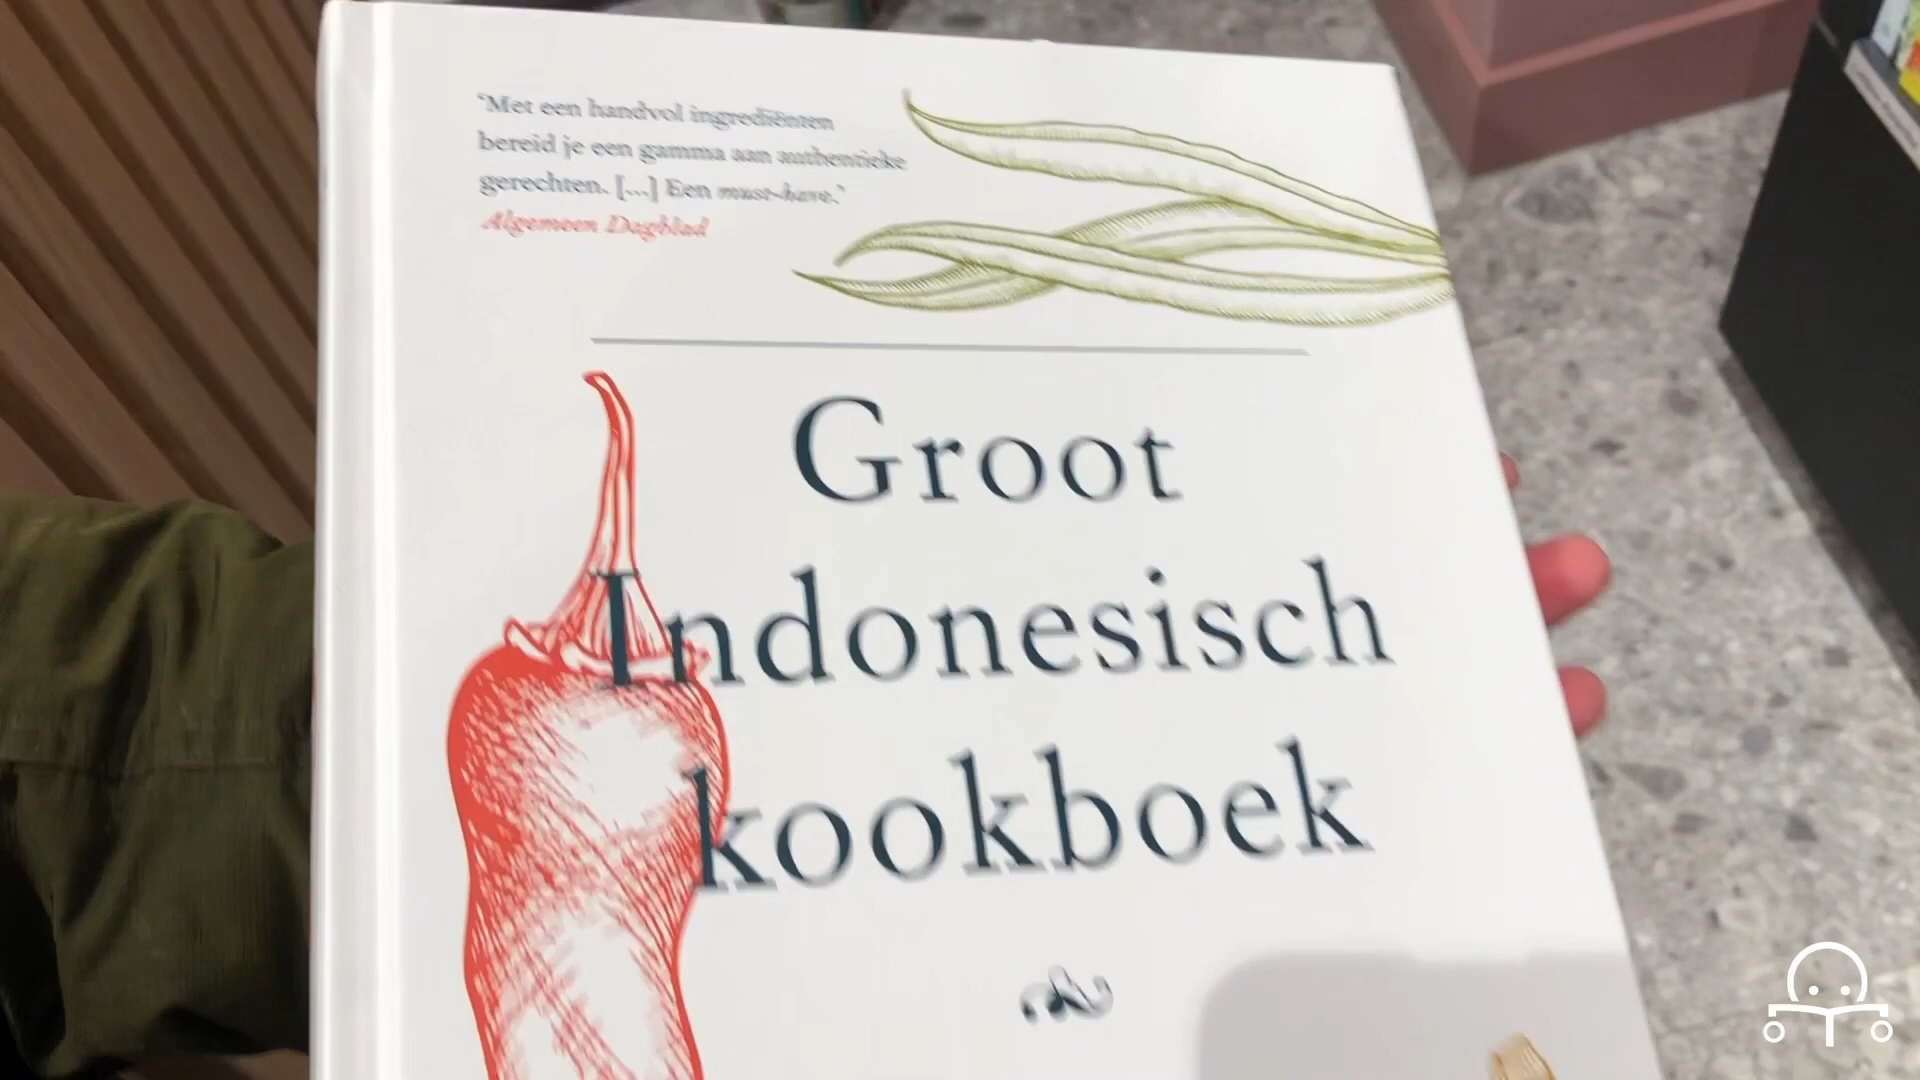 ‘Met een handvol ingrediënten
bereid je een gamma aan authentieke
gerechten. [...] Een must-have.’
Algemeen Dagblad
Groot
Indonesisch
kookboek